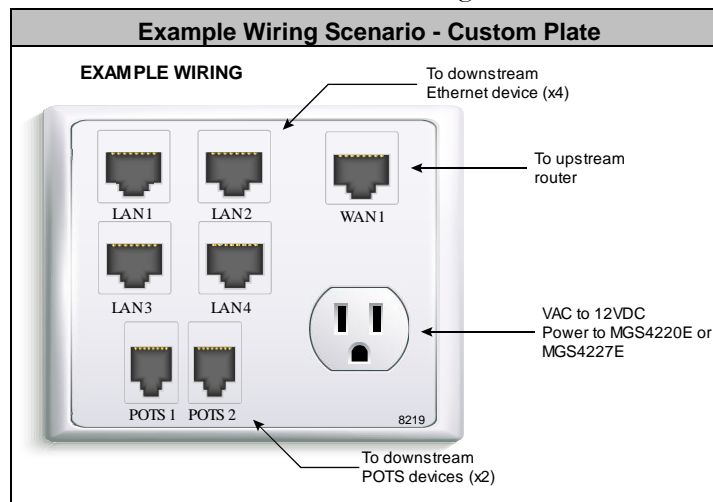 Example Wiring Scenario - Custom Plate
EXAMPLE WIRING
To downstream
Ethernet device (x4)
To upstream
router
LAN1
LAN2
WAN1
LAN3
LAN4
VAC to 12VDC
Power to MGS4220E or
MGS4227E
POTS 1
POTS 2
8219
To downstream
POTS devices (x2)